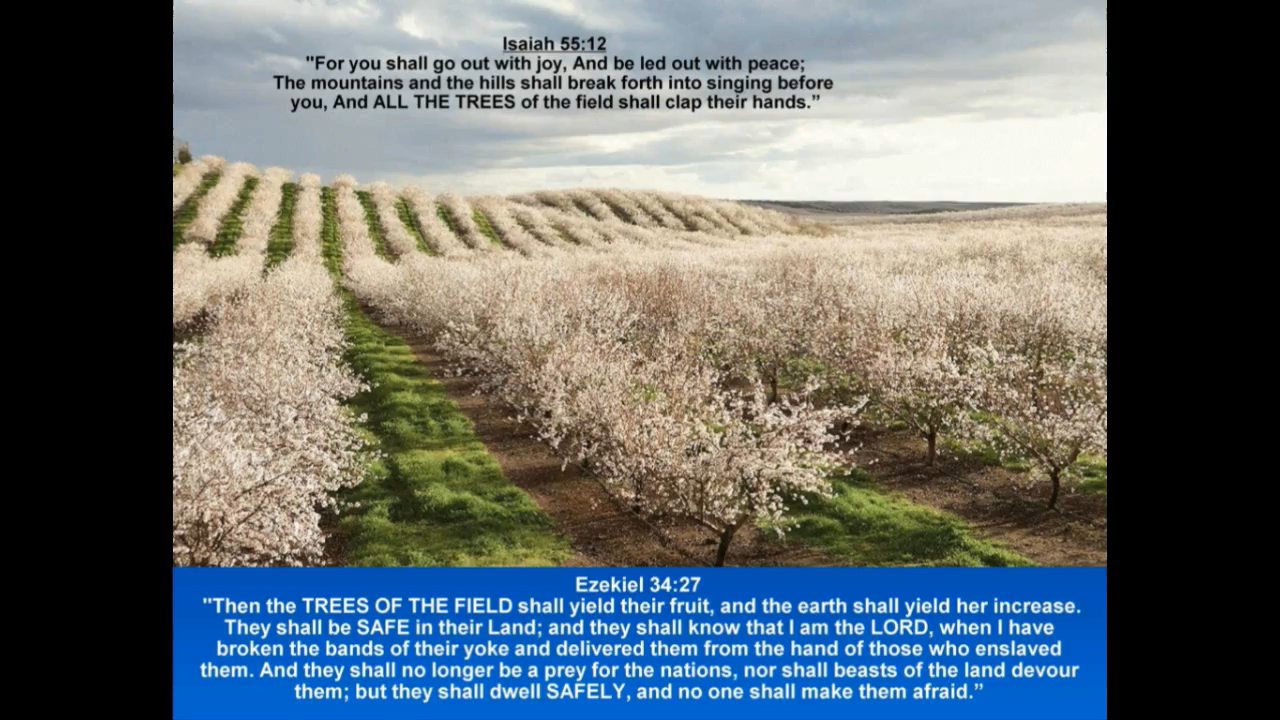 Isaiah 55:12
"For you shall go out with joy, And be led out with peace;
The mountains and the hills shall break forth into singing before
you, And ALL THE TREES of the field shall clap their hands.”
Ezekiel 34:27
"Then the TREES OF THE FIELD shall yield their fruit, and the earth shall yield her increase.
They shall be SAFE in their Land; and they shall know that I am the LORD, when I have
broken the bands of their yoke and delivered them from the hand of those who enslaved
them. And they shall no longer be a prey for the nations, nor shall beasts of the land devour
them; but they shall dwell SAFELY, and no one shall make them afraid.”